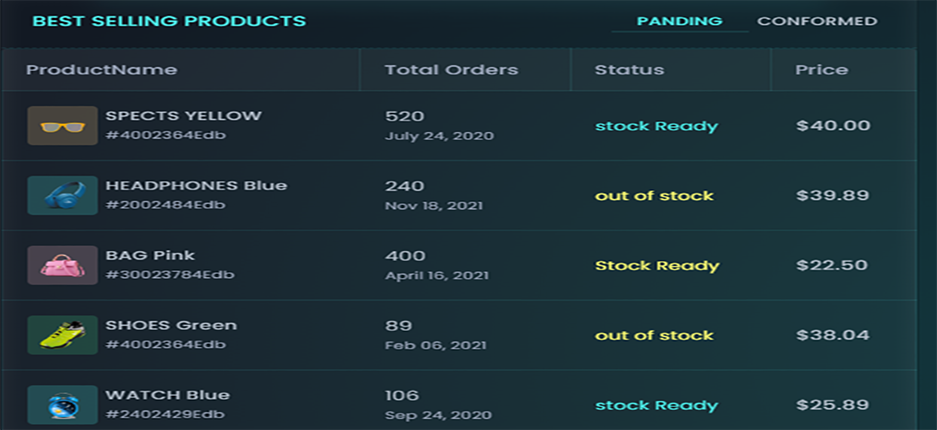 BEST SELLING PRODUCTS PANDING CONFORMED
ProductName Total Orders Status Price
SPECTS YELLOW 520 stock Ready $40.00
#4002364Edb July 24, 2020
HEADPHONES Blue 240 out of stock $39.89
#2002484Edb Nov 18, 2021
BAG Pink 400 Stock Ready $22.50
#30023784Edb April 16, 2021
SHOES Green 89 out of stock $38.04
#4002364Edb Feb 06, 2021
WATCH Blue 106 stock Ready $25.89
#2402429Edb Sep 24, 2020